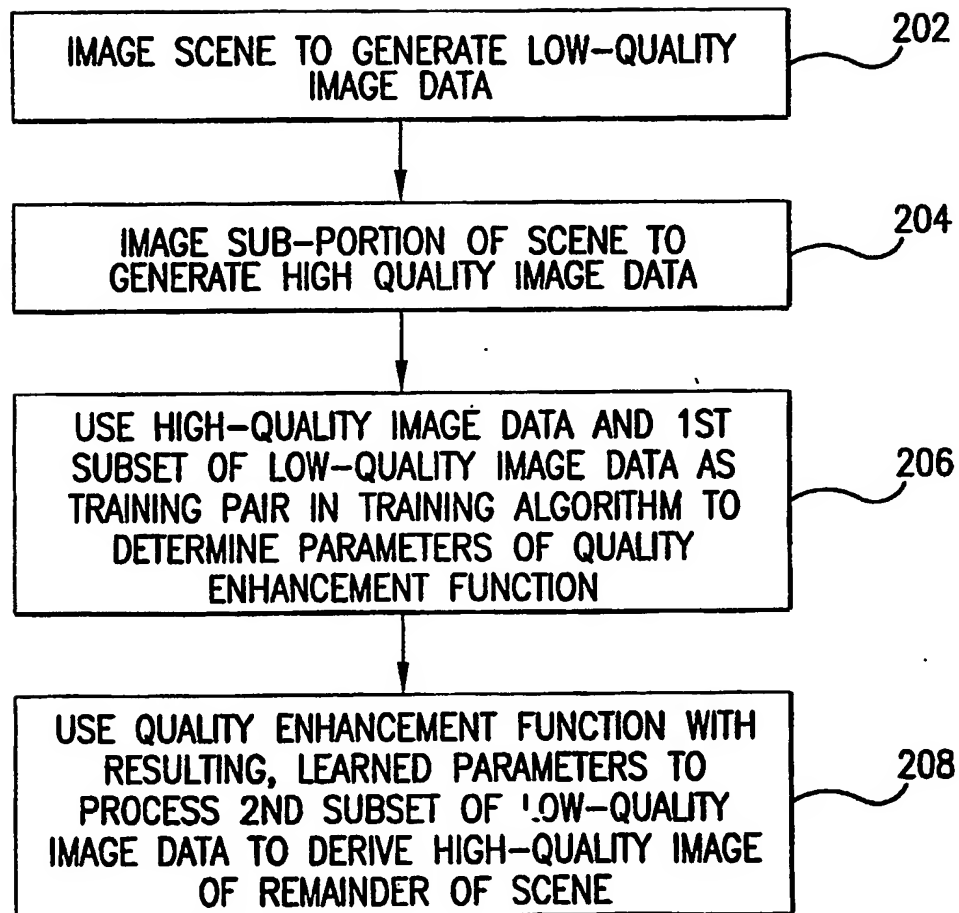 IMAGE SCENE TO GENERATE LOW-QUALITY
IMAGE DATA
202
IMAGE SUB-PORTION OF SCENE TO
GENERATE HIGH QUALITY IMAGE DATA
204
USE HIGH-QUALITY IMAGE DATA AND 1ST
SUBSET OF LOW-QUALITY IMAGE DATA AS
TRAINING PAIR IN TRAINING ALGORITHM TO
DETERMINE PARAMETERS OF QUALITY
ENHANCEMENT FUNCTION
206
USE QUALITY ENHANCEMENT FUNCTION WITH
RESULTING, LEARNED PARAMETERS TO
PROCESS 2ND SUBSET OF LOW-QUALITY
IMAGE DATA TO DERIVE HIGH-QUALITY IMAGE
OF REMAINDER OF SCENE
208